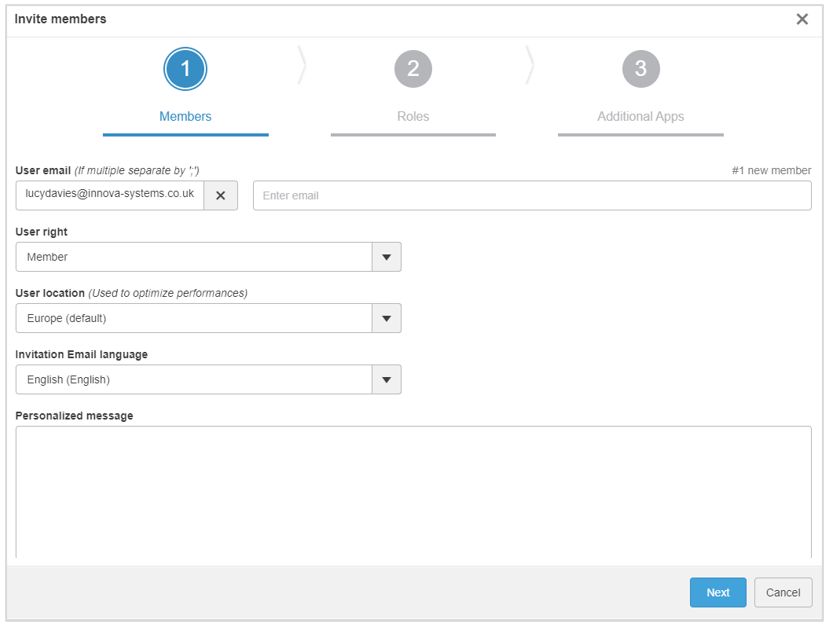 Invite members
1
2
3
Members
Roles
Additional Apps
User email (If multiple separate by ';')
#1 new member
lucydavies@innova-systems.co.uk
Enter email
User right
Member
User location (Used to optimize performances)
Europe (default)
Invitation Email language
English (English)
Personalized message
Next
Cancel